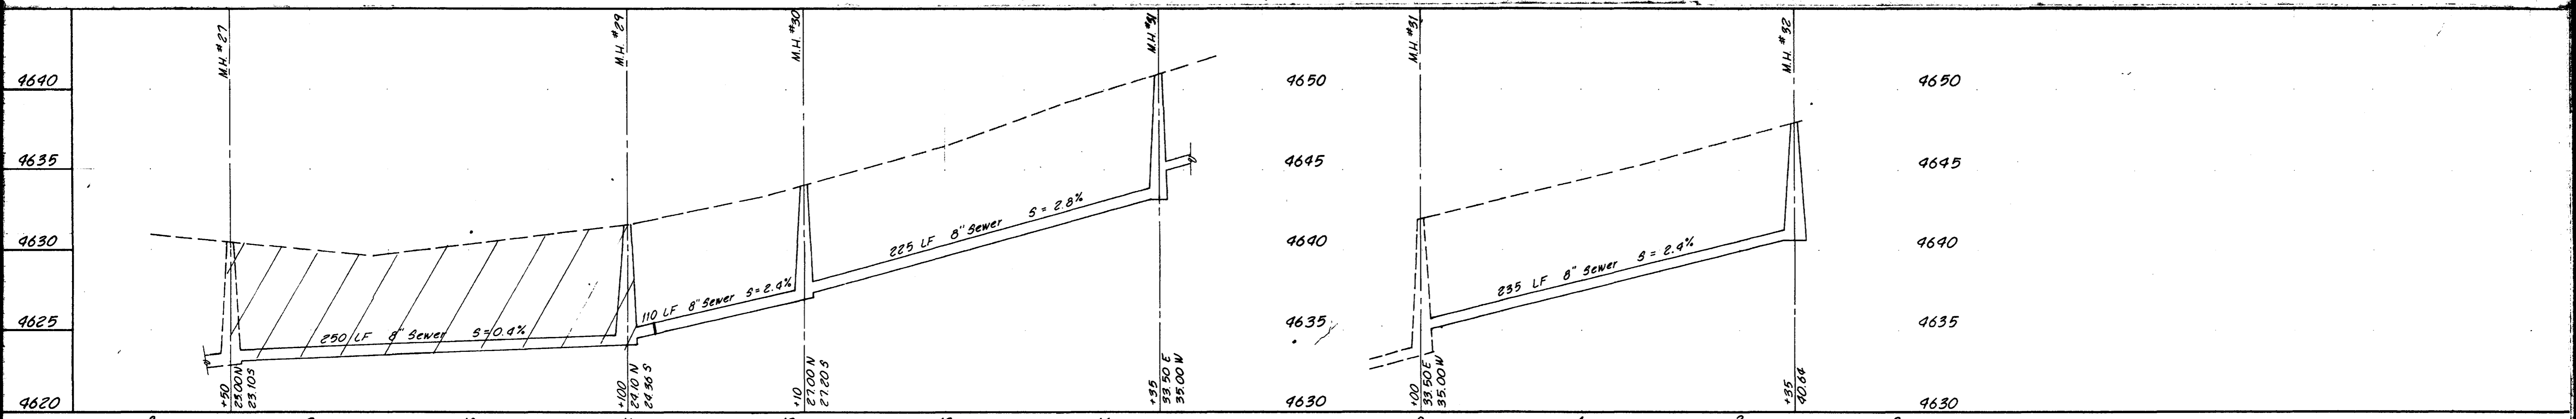 M.H. #27
M.H. #29
M.H. #30
M.H. #31
M.H. #31
M.H. #32
4640
4650
4650
4635
4645
4645
4630
4640
4640
4625
4635
4635
4620
4630
4630
250 LF 8" Sewer S=0.4%
110 LF 8" Sewer S=2.4%
225 LF 8" Sewer S = 2.8%
235 LF 8" Sewer S = 2.4%
+50
23.00 N
23.10 S
+100
24.10 N
24.36 S
+10
27.00 N
27.20 S
+35
33.50 E
35.00 W
+00
33.50 E
35.00 W
+35
40.64